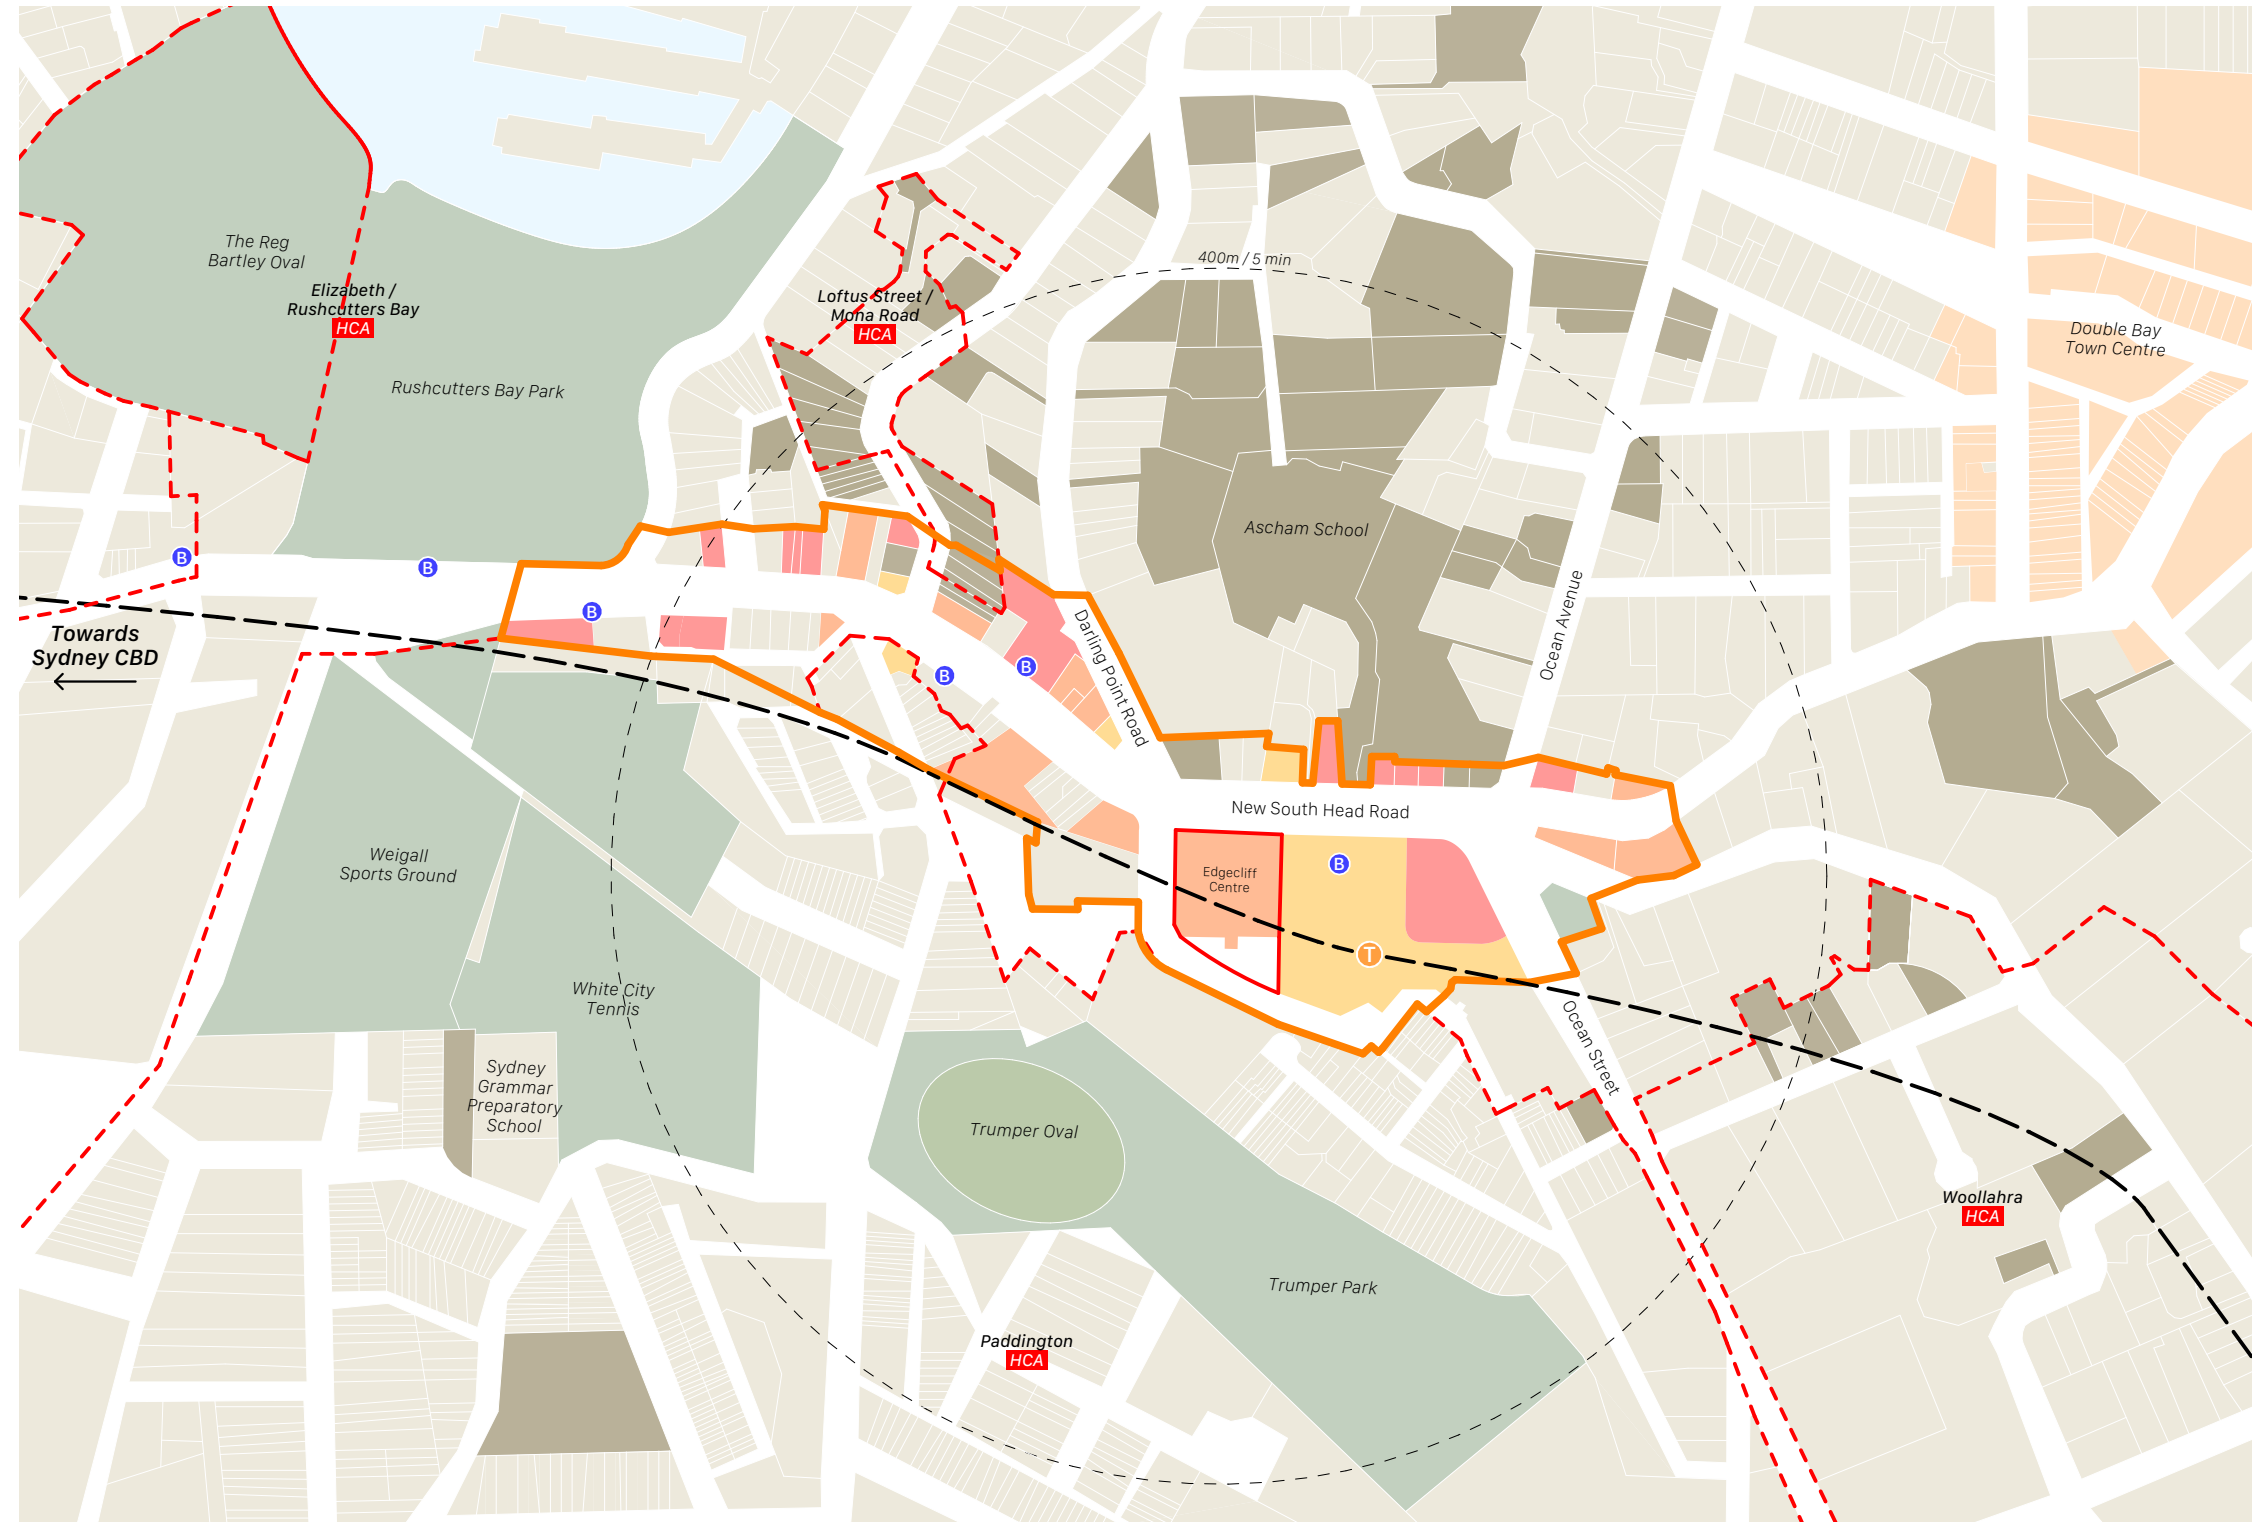 400m / 5 min
The Reg
Bartley Oval
Elizabeth /
Rushcutters Bay
HCA
Loftus Street /
Mona Road
HCA
Double Bay
Town Centre
Rushcutters Bay Park
Ascham School
B
B
B
Towards
Sydney CBD
B
B
Darling Point Road
Ocean Avenue
New South Head Road
Weigall
Sports Ground
Edgecliff
Centre
B
T
White City
Tennis
Ocean Street
Sydney
Grammar
Preparatory
School
Trumper Oval
Woollahra
HCA
Trumper Park
Paddington
HCA